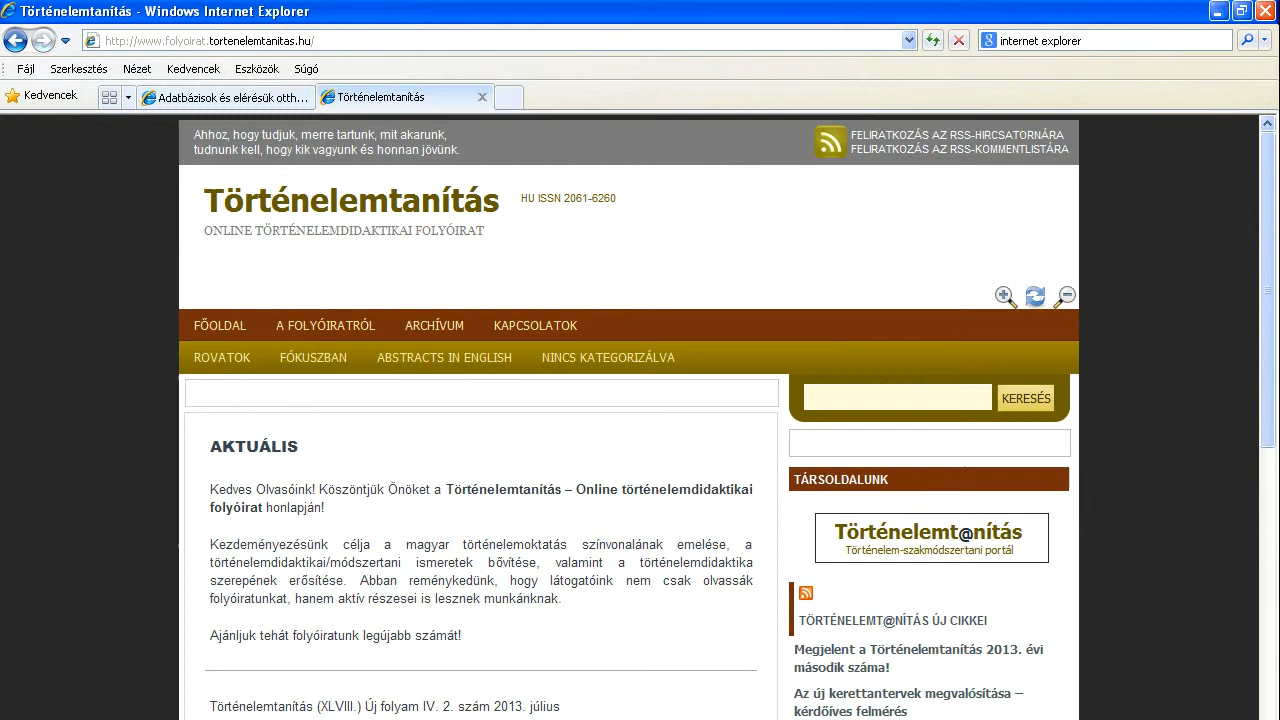 Történelemtanítás - Windows Internet Explorer
http://www.folyoirat.tortenelemtanitas.hu/
internet explorer
Fájl Szerkesztés Nézet Kedvencek Eszközök Súgó
Kedvencek
Adatbázisok és elérésük otth...
Történelemtanítás
Ahhoz, hogy tudjuk, merre tartunk, mit akarunk,
tudnunk kell, hogy kik vagyunk és honnan jövünk.
FELIRATKOZÁS AZ RSS-HIRCSATORNÁRA
FELIRATKOZÁS AZ RSS-KOMMENTLISTÁRA
Történelemtanítás
HU ISSN 2061-6260
ONLINE TÖRTÉNELEMDIDAKTIKAI FOLYÓIRAT
FŐOLDAL A FOLYÓIRATRÓL ARCHÍVUM KAPCSOLATOK
ROVATOK FÓKUSZBAN ABSTRACTS IN ENGLISH NINCS KATEGORIZÁLVA
KERESÉS
AKTUÁLIS
Kedves Olvasóink! Köszöntjük Önöket a Történelemtanítás – Online történelemdidaktikai
folyóirat honlapján!
Kezdeményezésünk célja a magyar történelemoktatás színvonalának emelése, a
történelemdidaktikai/módszertani ismeretek bővítése, valamint a történelemdidaktika
szerepének erősítése. Abban reménykedünk, hogy látogatóink nem csak olvassák
folyóiratunkat, hanem aktív részesei is lesznek munkánknak.
Ajánljuk tehát folyóiratunk legújabb számát!
Történelemtanítás (XLVIII.) Új folyam IV. 2. szám 2013. július
TÁRSOLDALUNK
Történelemt@nítás
Történelem-szakmódszertani portál
TÖRTÉNELEMT@NÍTÁS ÚJ CIKKEI
Megjelent a Történelemtanítás 2013. évi
második száma!
Az új kerettantervek megvalósítása –
kérdőíves felmérés